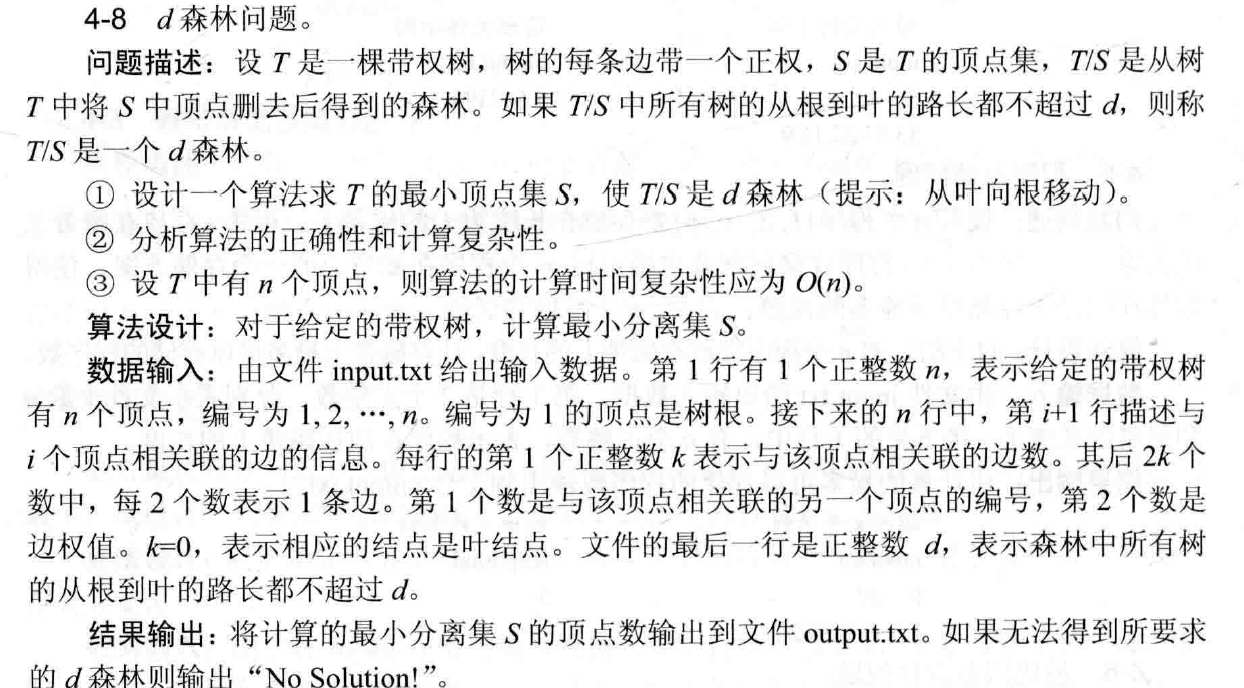 4-8 d森林问题。
问题描述：设 T 是一棵带权树，树的每条边带一个正权，S 是 T 的顶点集，T/S 是从树
T 中将 S 中顶点删去后得到的森林。如果 T/S 中所有树的从根到叶的路长都不超过 d，则称
T/S 是一个 d 森林。
① 设计一个算法求 T 的最小顶点集 S，使 T/S 是 d 森林（提示：从叶向根移动）。
② 分析算法的正确性和计算复杂性。
③ 设 T 中有 n 个顶点，则算法的计算时间复杂性应为 O(n)。
算法设计：对于给定的带权树，计算最小分离集 S。
数据输入：由文件 input.txt 给出输入数据。第 1 行有 1 个正整数 n，表示给定的带权树
有 n 个顶点，编号为 1, 2, …, n。编号为 1 的顶点是树根。接下来的 n 行中，第 i+1 行描述与
i 个顶点相关联的边的信息。每行的第 1 个正整数 k 表示与该顶点相关联的边数。其后 2k 个
数中，每 2 个数表示 1 条边。第 1 个数是与该顶点相关联的另一个顶点的编号，第 2 个数是
边权值。k=0，表示相应的结点是叶结点。文件的最后一行是正整数 d，表示森林中所有树
的从根到叶的路长都不超过 d。
结果输出：将计算的最小分离集 S 的顶点数输出到文件 output.txt。如果无法得到所要求
的 d 森林则输出“No Solution!”。